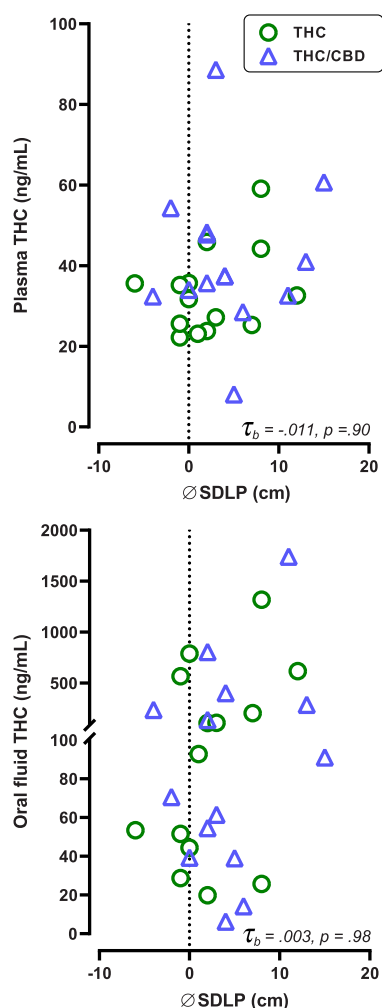 100
80
60
40
20
0
Plasma THC (ng/mL)
THC
THC/CBD
τb = -.011, p =.90
-10 0 10 20
∅SDLP (cm)
2000
1500
1000
500
100
80
60
40
20
0
Oral fluid THC (ng/mL)
τb = .003, p = .98
-10 0 10 20
∅SDLP (cm)